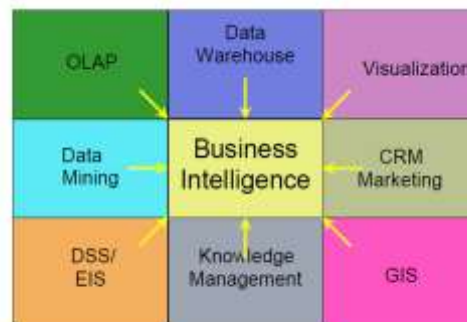 OLAP
Data
Warehouse
Visualization
Data
Mining
Business
Intelligence
CRM
Marketing
DSS/
EIS
Knowledge
Management
GIS